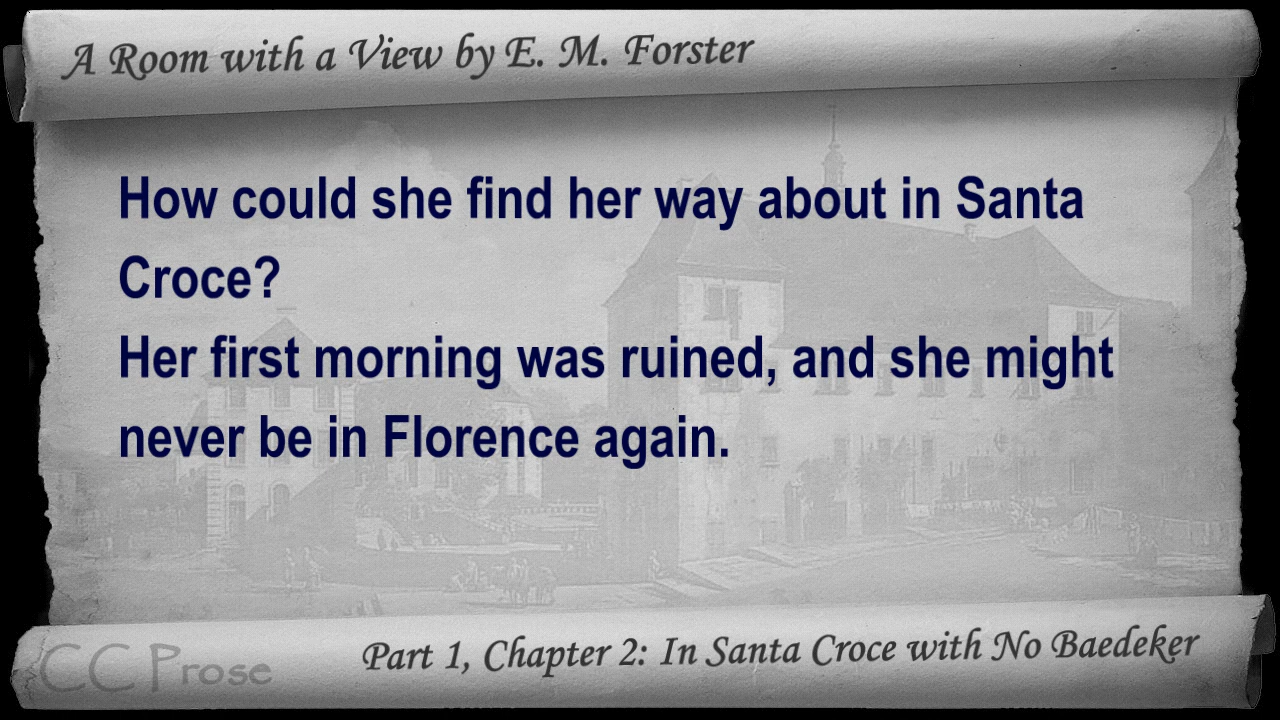 A Room with a View by E. M. Forster
How could she find her way about in Santa
Croce?
Her first morning was ruined, and she might
never be in Florence again.
CC Prose
Part 1, Chapter 2: In Santa Croce with No Baedeker